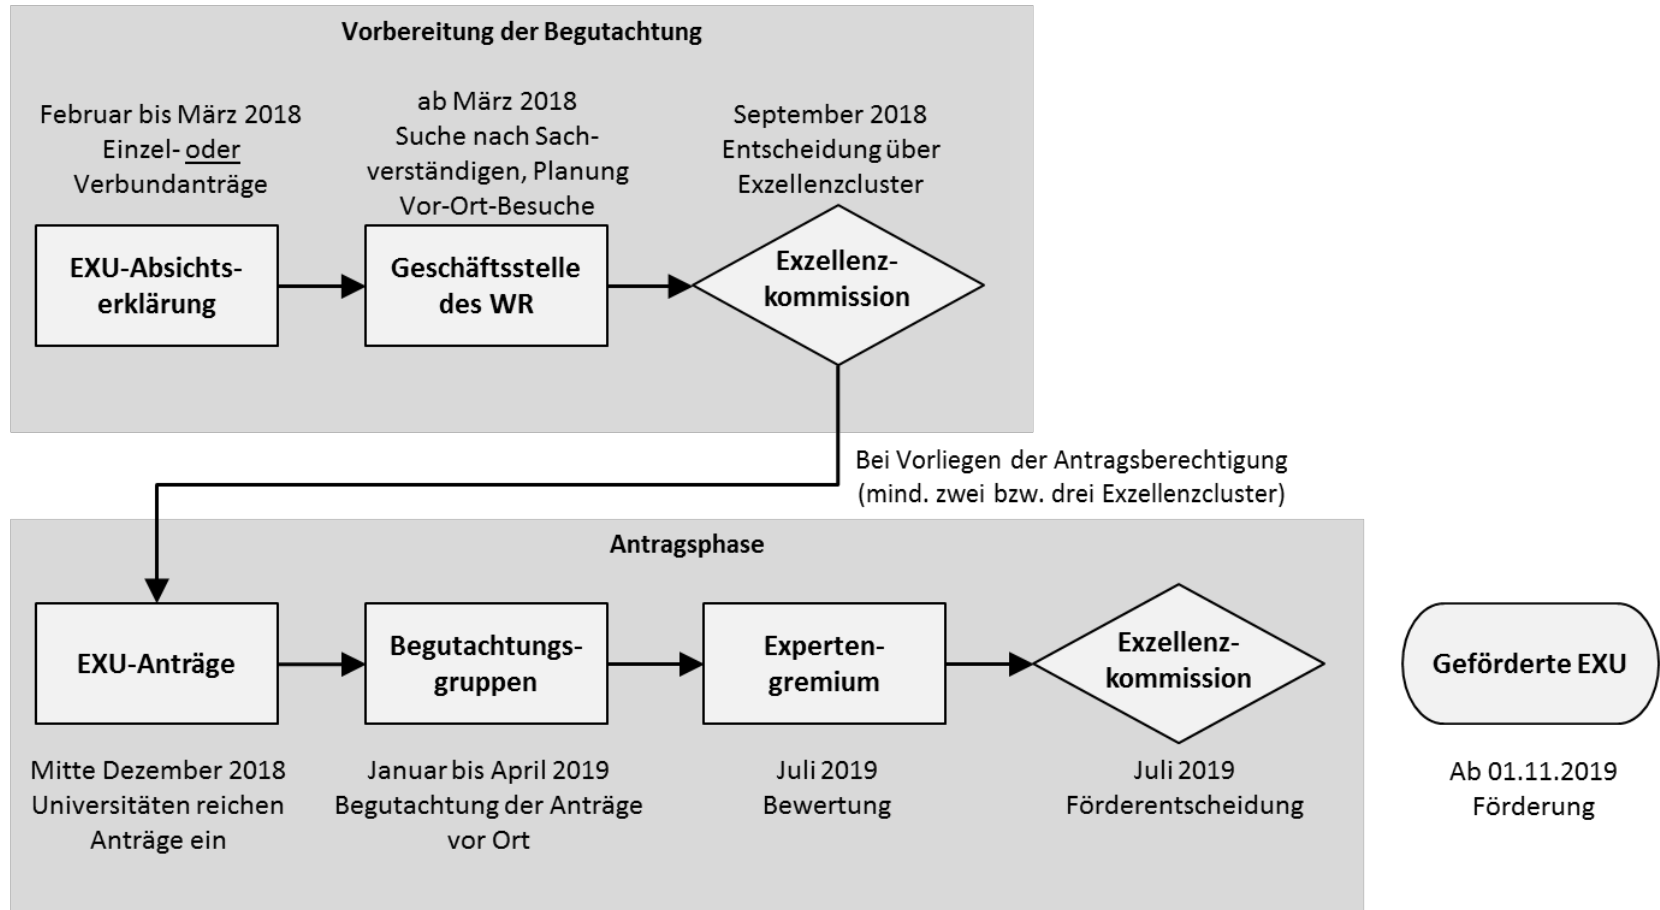 Vorbereitung der Begutachtung
Februar bis März 2018
Einzel- oder
Verbundanträge
EXU-Absichts-
erklärung
ab März 2018
Suche nach Sach-
verständigen, Planung
Vor-Ort-Besuche
Geschäftsstelle
des WR
September 2018
Entscheidung über
Exzellenzcluster
Exzellenz-
kommission
Bei Vorliegen der Antragsberechtigung
(mind. zwei bzw. drei Exzellenzcluster)
Antragsphase
EXU-Anträge
Mitte Dezember 2018
Universitäten reichen
Anträge ein
Begutachtungs-
gruppen
Januar bis April 2019
Begutachtung der Anträge
vor Ort
Experten-
gremium
Juli 2019
Bewertung
Exzellenz-
kommission
Juli 2019
Förderentscheidung
Geförderte EXU
Ab 01.11.2019
Förderung